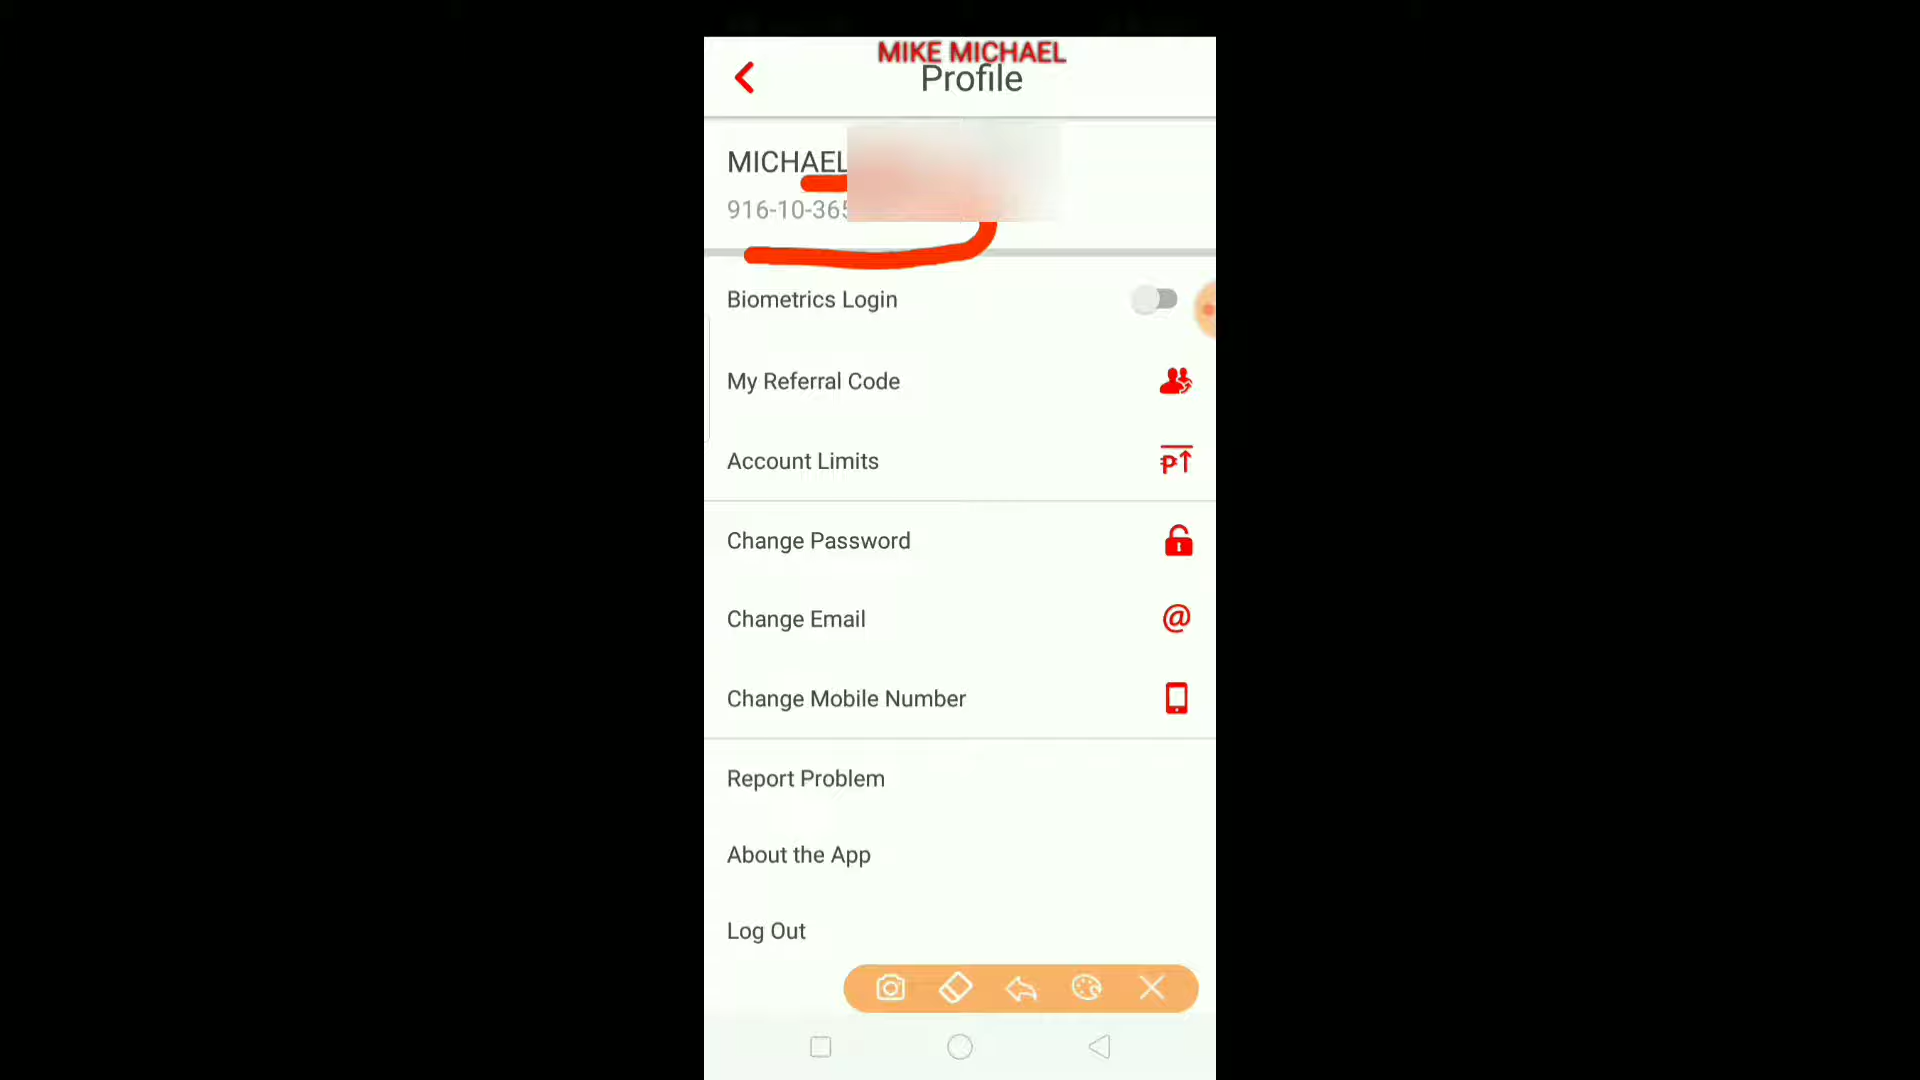 MIKE MICHAEL
Profile
MICHAEL
916-10-365
Biometrics Login
My Referral Code
Account Limits
Change Password
Change Email
Change Mobile Number
Report Problem
About the App
Log Out